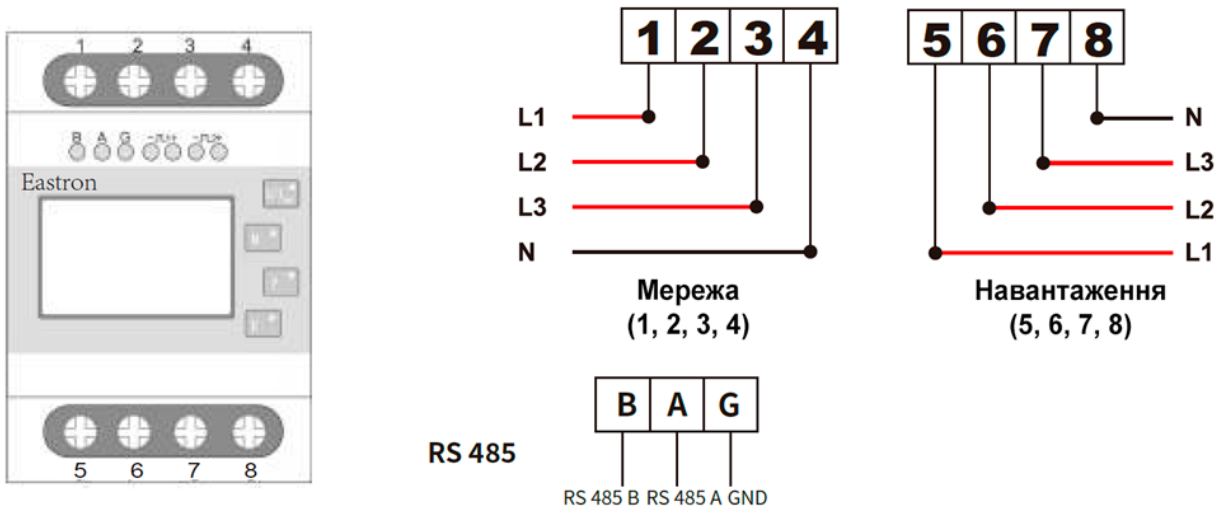 1 2 3 4
B A G
Eastron
M
P
E
5 6 7 8
1 2 3 4
L1
L2
L3
N
Мережа
(1, 2, 3, 4)
5 6 7 8
N
L3
L2
L1
Навантаження
(5, 6, 7, 8)
RS 485
B A G
RS 485 B RS 485 A GND